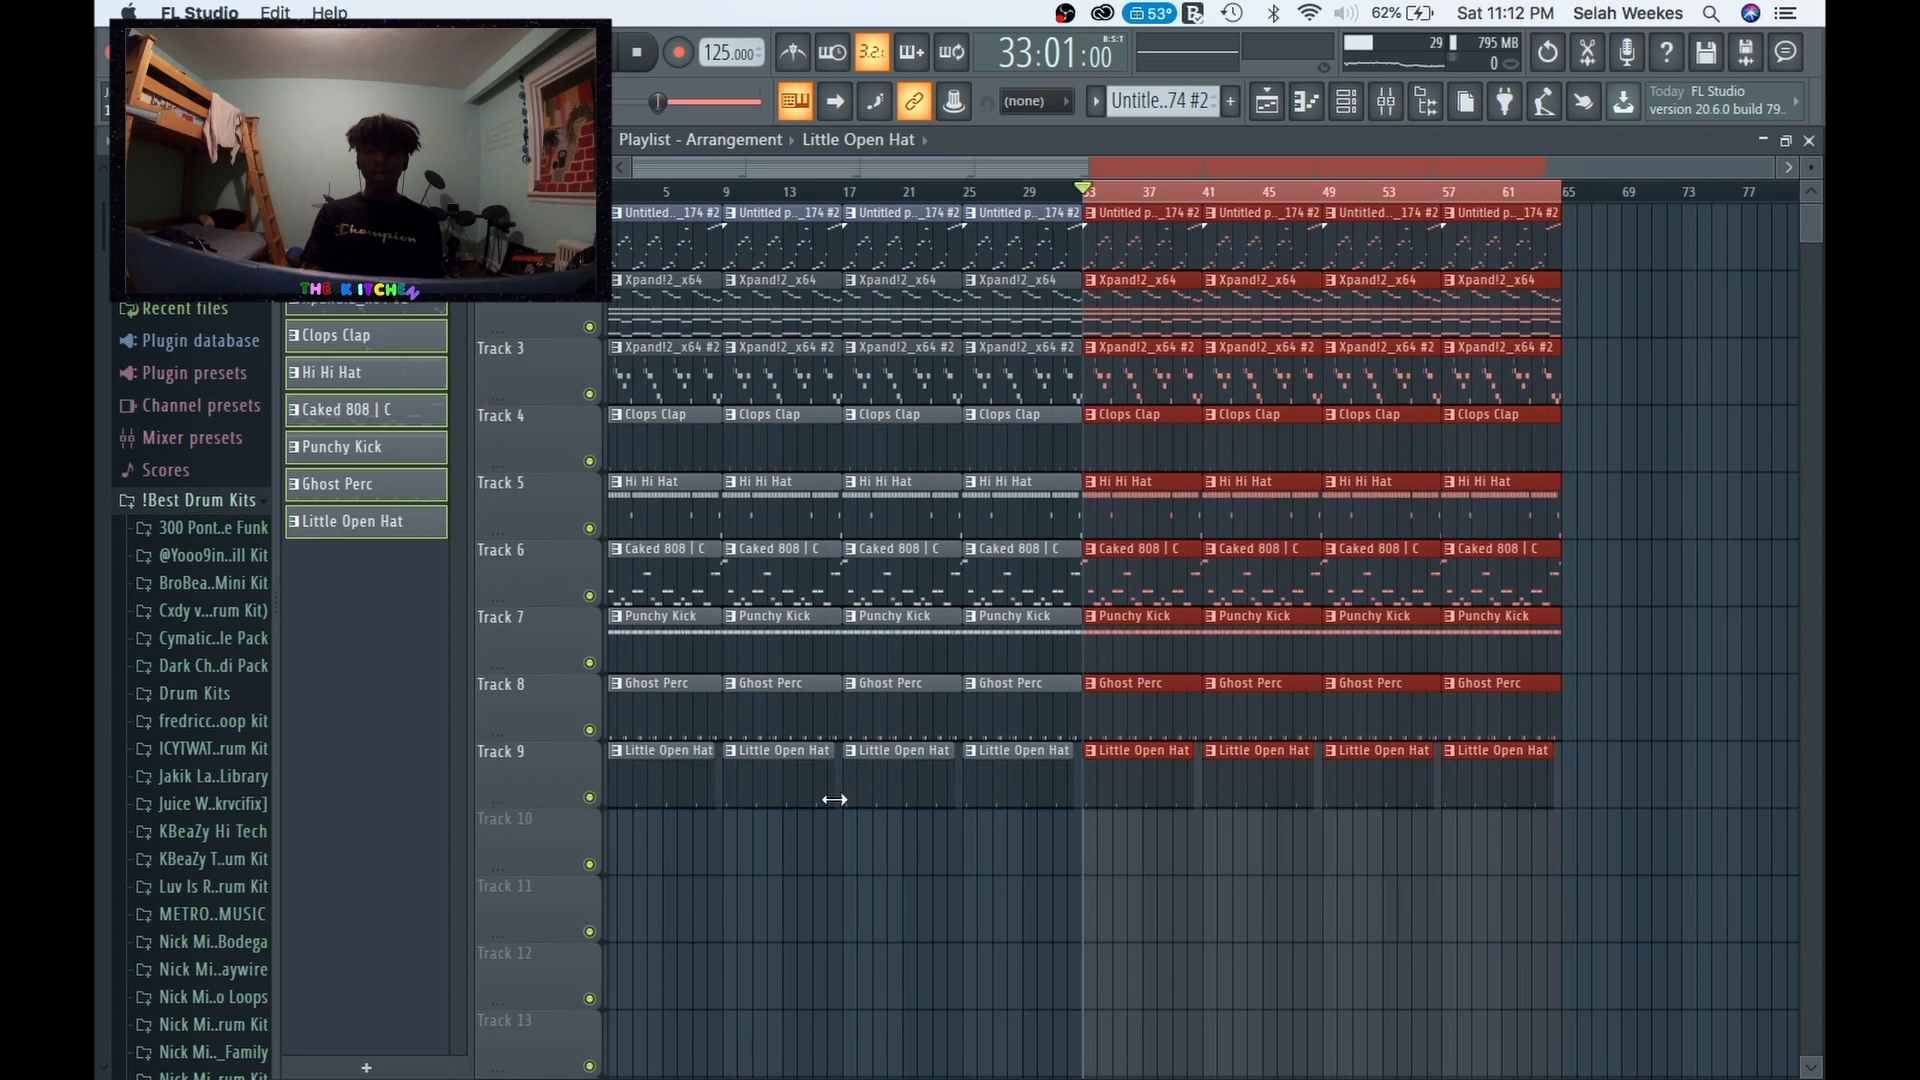 FL Studio Edit Help
53° 62% Sat 11:12 PM Selah Weekes
125.000 3.2.1 33:01:00 B:S:T 29 795 MB 0
(none) Untitle..74 #2 Today FL Studio
version 20.6.0 build 79..
Playlist - Arrangement Little Open Hat
5 9 13 17 21 25 29 33 37 41 45 49 53 57 61 65 69 73 77
Champion
THE KITCHEN
Recent files
Plugin database
Plugin presets
Channel presets
Mixer presets
Scores
!Best Drum Kits
300 Pont..e Funk
@Yooo9in..ill Kit
BroBea..Mini Kit
Cxdy v...rum Kit)
Cymatic..le Pack
Dark Ch..di Pack
Drum Kits
fredricc..oop kit
ICYTWAT..rum Kit
Jakik La..Library
Juice W..krvcifix]
KBeaZy Hi Tech
KBeaZy T..um Kit
Luv Is R..rum Kit
METRO..MUSIC
Nick Mi..Bodega
Nick Mi..aywire
Nick Mi..o Loops
Nick Mi..rum Kit
Nick Mi.._Family
Nick Mi..rum Kit
Clops Clap
Hi Hi Hat
Caked 808 | C
Punchy Kick
Ghost Perc
Little Open Hat
+
Untitled.._174 #2 Untitled p.._174 #2 Untitled p.._174 #2 Untitled p.._174 #2 Untitled p.._174 #2 Untitled p.._174 #2 Untitled.._174 #2 Untitled p.._174 #2
Xpand!2_x64 Xpand!2_x64 Xpand!2_x64 Xpand!2_x64 Xpand!2_x64 Xpand!2_x64 Xpand!2_x64 Xpand!2_x64
Track 3 Xpand!2_x64 #2 Xpand!2_x64 #2 Xpand!2_x64 #2 Xpand!2_x64 #2 Xpand!2_x64 #2 Xpand!2_x64 #2 Xpand!2_x64 #2 Xpand!2_x64 #2
Track 4 Clops Clap Clops Clap Clops Clap Clops Clap Clops Clap Clops Clap Clops Clap Clops Clap
Track 5 Hi Hi Hat Hi Hi Hat Hi Hi Hat Hi Hi Hat Hi Hi Hat Hi Hi Hat Hi Hi Hat Hi Hi Hat
Track 6 Caked 808 | C Caked 808 | C Caked 808 | C Caked 808 | C Caked 808 | C Caked 808 | C Caked 808 | C Caked 808 | C
Track 7 Punchy Kick Punchy Kick Punchy Kick Punchy Kick Punchy Kick Punchy Kick Punchy Kick Punchy Kick
Track 8 Ghost Perc Ghost Perc Ghost Perc Ghost Perc Ghost Perc Ghost Perc Ghost Perc Ghost Perc
Track 9 Little Open Hat Little Open Hat Little Open Hat Little Open Hat Little Open Hat Little Open Hat Little Open Hat Little Open Hat
Track 10
Track 11
Track 12
Track 13